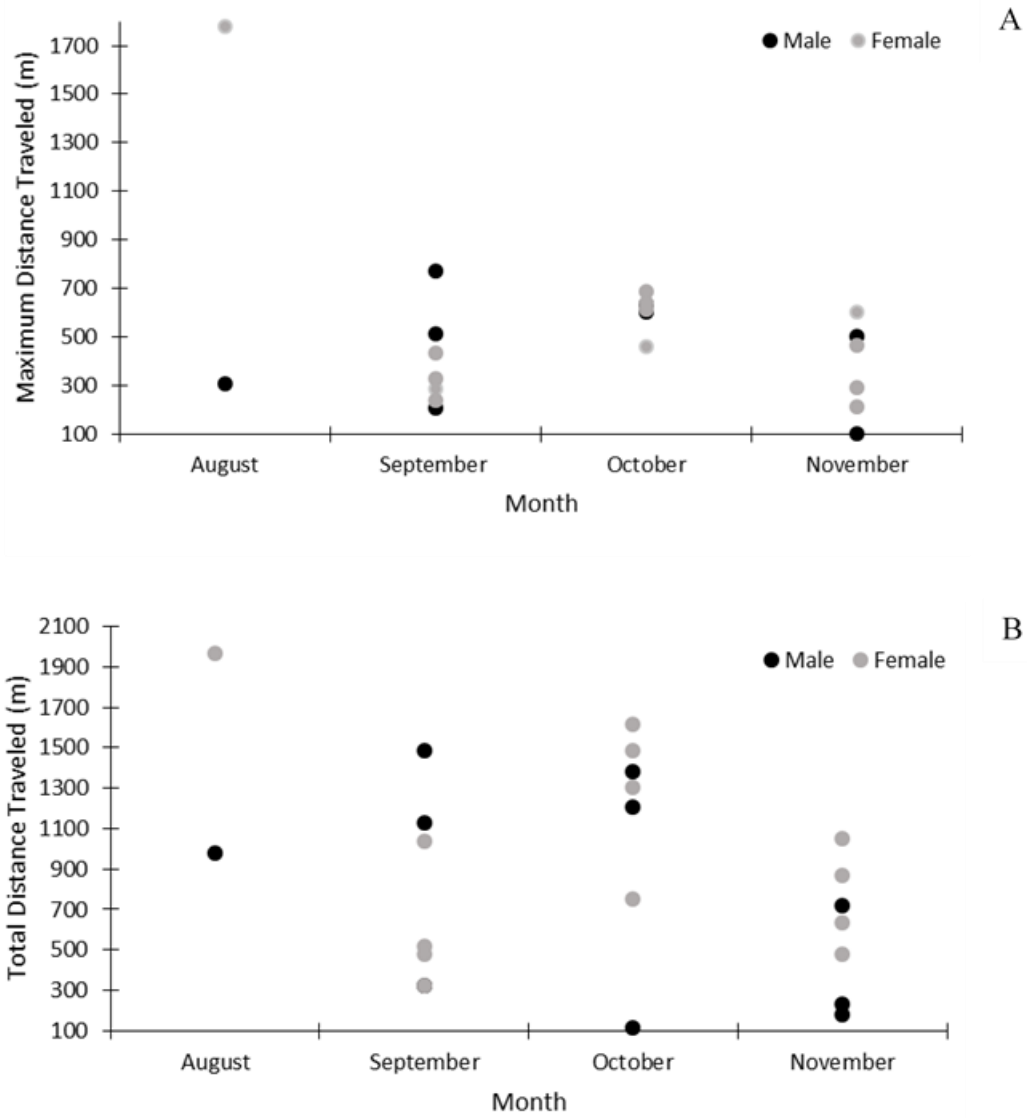 A
Male Female
Maximum Distance Traveled (m)
1700
1500
1300
1100
900
700
500
300
100
August September October November
Month
B
Male Female
Total Distance Traveled (m)
2100
1900
1700
1500
1300
1100
900
700
500
300
100
August September October November
Month